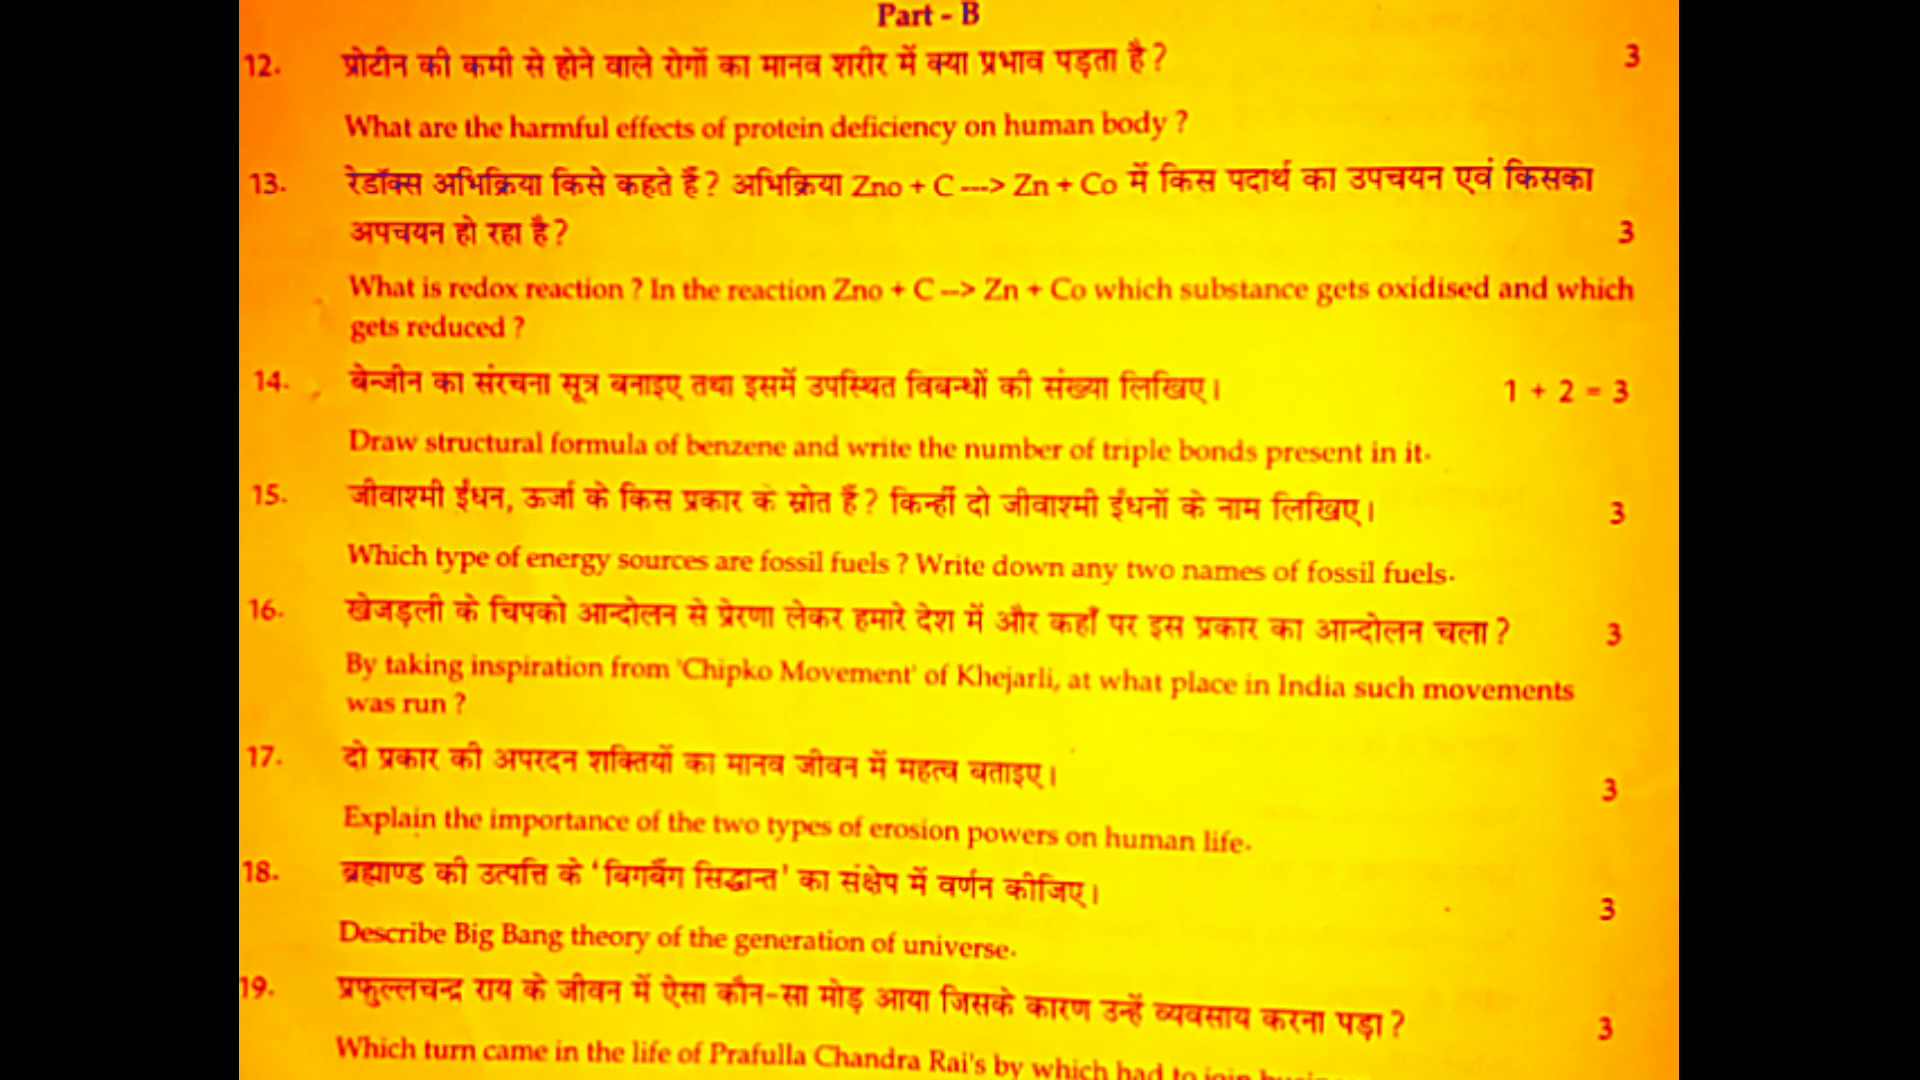 Part - B
12. प्रोटीन की कमी से होने वाले रोगों का मानव शरीर में क्या प्रभाव पड़ता है ? 3
What are the harmful effects of protein deficiency on human body ?
13. रेडॉक्स अभिक्रिया किसे कहते हैं ? अभिक्रिया Zno + C ---> Zn + Co में किस पदार्थ का उपचयन एवं किसका
अपचयन हो रहा है ? 3
What is redox reaction ? In the reaction Zno + C --> Zn + Co which substance gets oxidised and which
gets reduced ?
14. बेन्जीन का संरचना सूत्र बनाइए तथा इसमें उपस्थित विबन्धों की संख्या लिखिए। 1 + 2 = 3
Draw structural formula of benzene and write the number of triple bonds present in it.
15. जीवाश्मी ईंधन, ऊर्जा के किस प्रकार के स्रोत हैं ? किन्हीं दो जीवाश्मी ईंधनों के नाम लिखिए। 3
Which type of energy sources are fossil fuels ? Write down any two names of fossil fuels.
16. खेजड़ली के चिपको आन्दोलन से प्रेरणा लेकर हमारे देश में और कहाँ पर इस प्रकार का आन्दोलन चला ? 3
By taking inspiration from 'Chipko Movement' of Khejarli, at what place in India such movements
was run ?
17. दो प्रकार की अपरदन शक्तियों का मानव जीवन में महत्व बताइए। 3
Explain the importance of the two types of erosion powers on human life.
18. ब्रह्माण्ड की उत्पत्ति के 'बिगबैंग सिद्धान्त' का संक्षेप में वर्णन कीजिए। 3
Describe Big Bang theory of the generation of universe.
19. प्रफुल्लचन्द्र राय के जीवन में ऐसा कौन-सा मोड़ आया जिसके कारण उन्हें व्यवसाय करना पड़ा ? 3
Which turn came in the life of Prafulla Chandra Rai's by which had to join